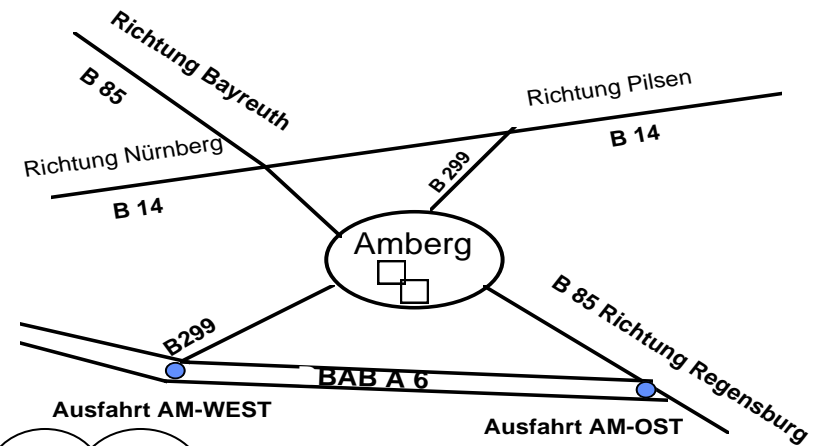 Richtung Bayreuth
B 85
Richtung Pilsen
B 14
Richtung Nürnberg
B 14
B 299
Amberg
B 85 Richtung Regensburg
B299
BAB A 6
Ausfahrt AM-WEST
Ausfahrt AM-OST